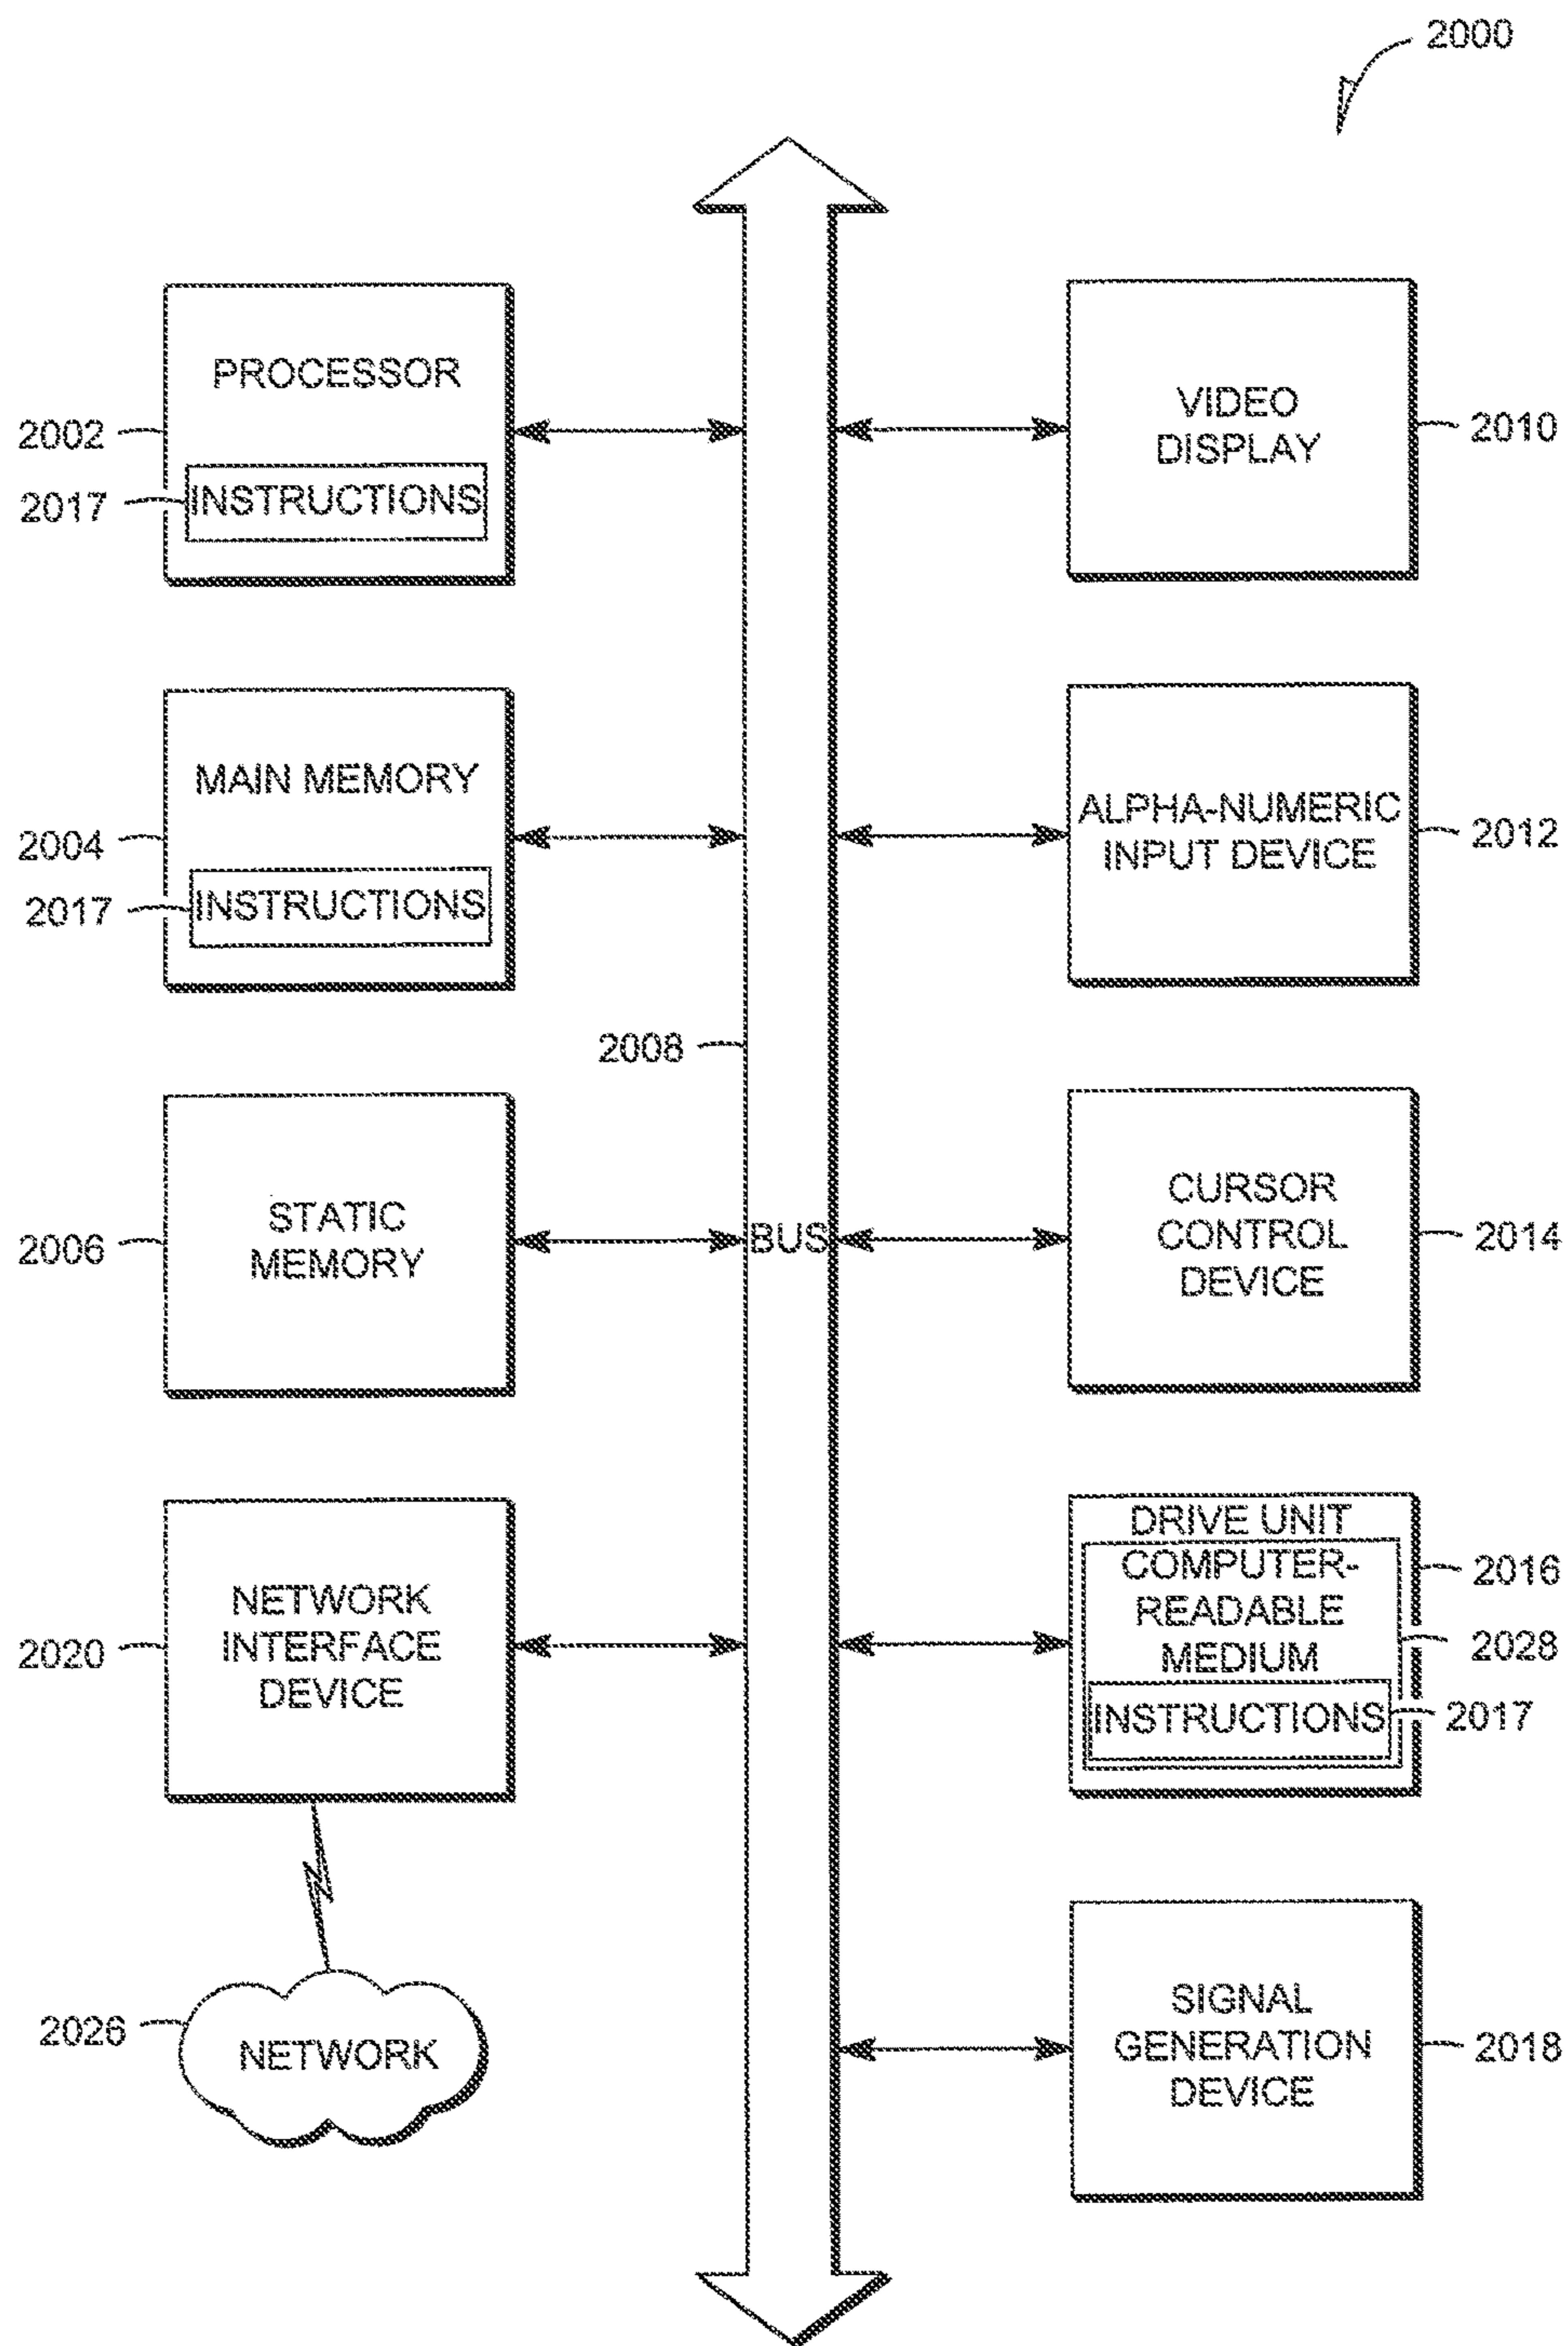 2000
PROCESSOR
2002
2017
INSTRUCTIONS
VIDEO
DISPLAY
2010
MAIN MEMORY
2004
2017
INSTRUCTIONS
ALPHA-NUMERIC
INPUT DEVICE
2012
2008
STATIC
MEMORY
2006
BUS
CURSOR
CONTROL
DEVICE
2014
NETWORK
INTERFACE
DEVICE
2020
DRIVE UNIT
2016
COMPUTER-
READABLE
MEDIUM
2028
INSTRUCTIONS
2017
2026
NETWORK
SIGNAL
GENERATION
DEVICE
2018